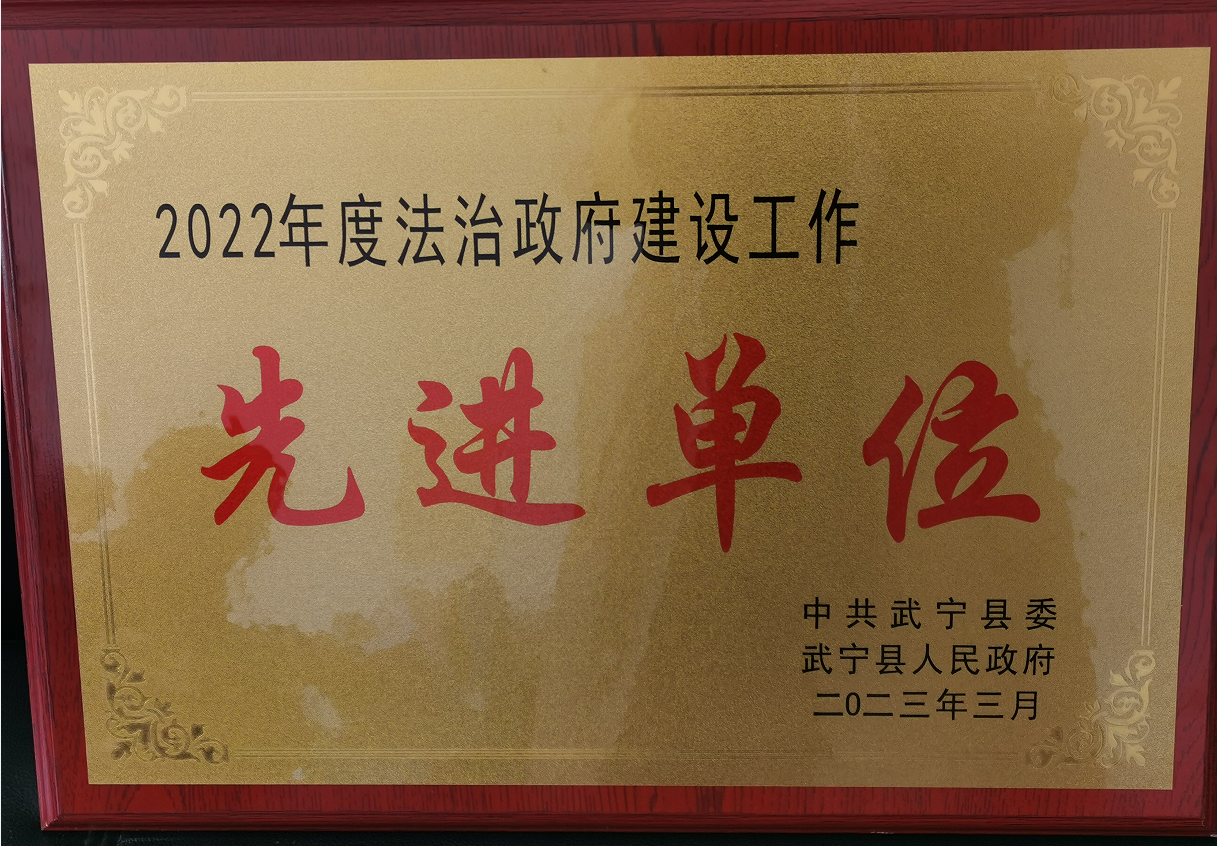 2022年度法治政府建设工作
先进单位
中共武宁县委
武宁县人民政府
二0二三年三月